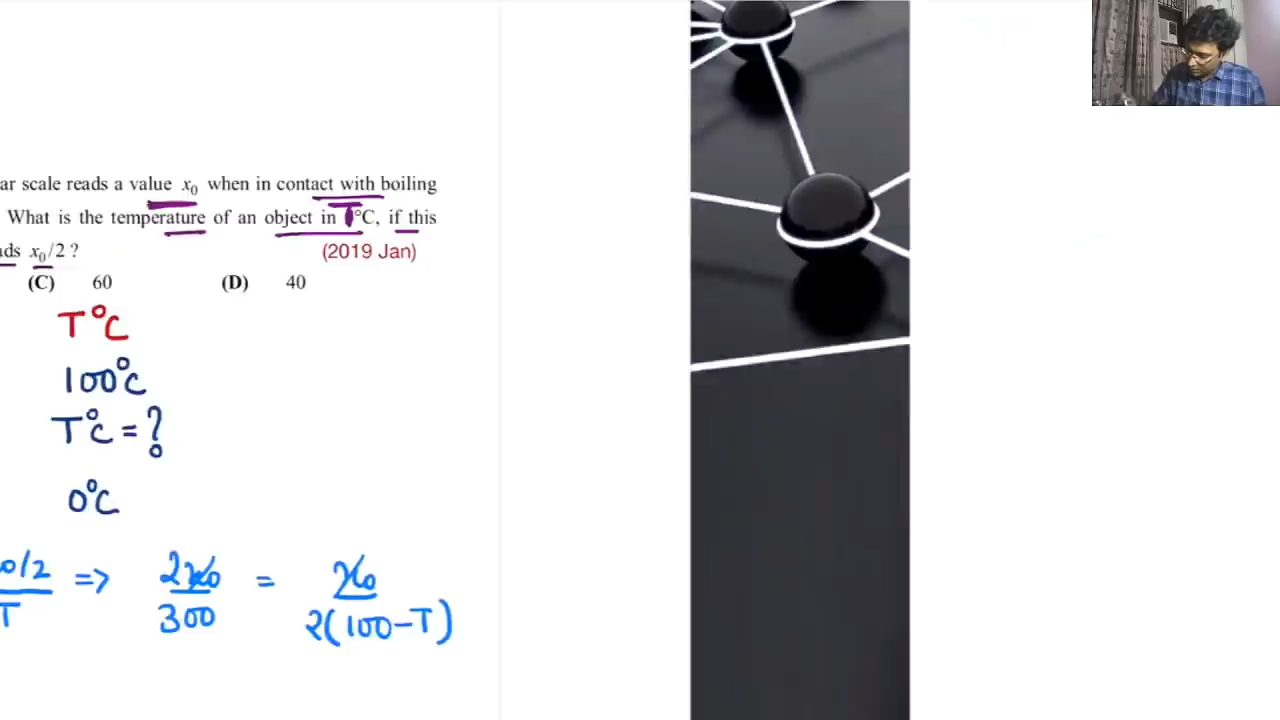 ar scale reads a value x₀ when in contact with boiling
What is the temperature of an object in °C, if this
ads x₀/2 ?
(2019 Jan)
(C) 60 (D) 40
T°C
100°C
T°C = ?
0°C
x₀/2 / T => 2x₀/300 = x₀/2(100-T)